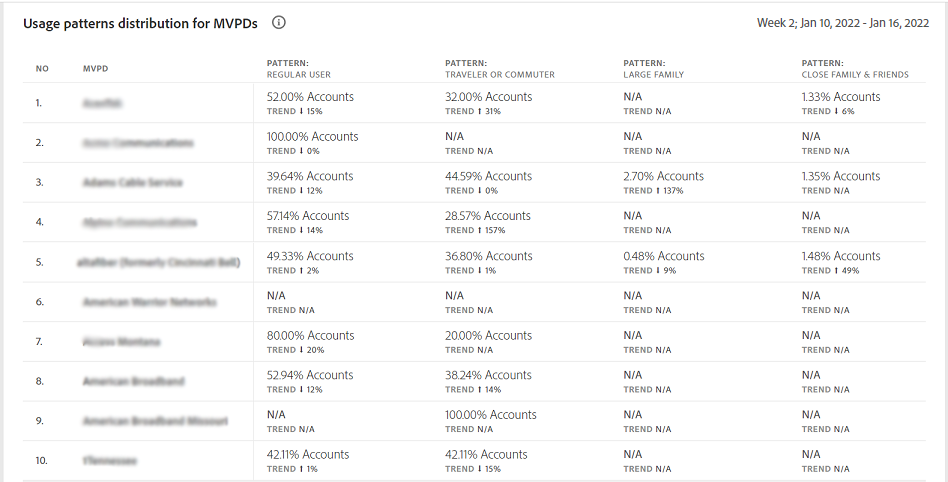 Usage patterns distribution for MVPDs
Week 2; Jan 10, 2022 - Jan 16, 2022
NO MVPD PATTERN: REGULAR USER PATTERN: TRAVELER OR COMMUTER PATTERN: LARGE FAMILY PATTERN: CLOSE FAMILY & FRIENDS
1. 52.00% Accounts 32.00% Accounts N/A 1.33% Accounts
TREND ⬇ 15% TREND ⬆ 31% TREND N/A TREND ⬇ 6%
2. Communications 100.00% Accounts N/A N/A N/A
TREND ⬇ 0% TREND N/A TREND N/A TREND N/A
3. Adams Cable Service 39.64% Accounts 44.59% Accounts 2.70% Accounts 1.35% Accounts
TREND ⬇ 12% TREND ⬇ 0% TREND ⬆ 137% TREND N/A
4. Communications 57.14% Accounts 28.57% Accounts N/A N/A
TREND ⬇ 14% TREND ⬆ 157% TREND N/A TREND N/A
5. altafiber (formerly Cincinnati Bell) 49.33% Accounts 36.80% Accounts 0.48% Accounts 1.48% Accounts
TREND ⬆ 2% TREND ⬇ 1% TREND ⬇ 9% TREND ⬆ 49%
6. American Warrior Networks N/A N/A N/A N/A
TREND N/A TREND N/A TREND N/A TREND N/A
7. Montana 80.00% Accounts 20.00% Accounts N/A N/A
TREND ⬇ 20% TREND N/A TREND N/A TREND N/A
8. American Broadband 52.94% Accounts 38.24% Accounts N/A N/A
TREND ⬇ 12% TREND ⬆ 14% TREND N/A TREND N/A
9. American Broadband Missouri N/A 100.00% Accounts N/A N/A
TREND N/A TREND N/A TREND N/A TREND N/A
10. 42.11% Accounts 42.11% Accounts N/A N/A
TREND ⬆ 1% TREND ⬇ 15% TREND N/A TREND N/A